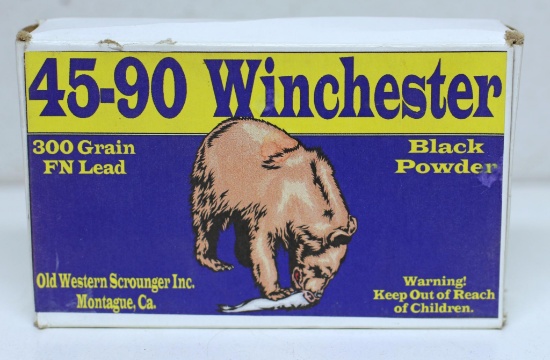 45-90 Winchester
300 Grain
FN Lead
Black
Powder
Old Western Scrounger Inc.
Montague, Ca.
Warning!
Keep Out of Reach
of Children.